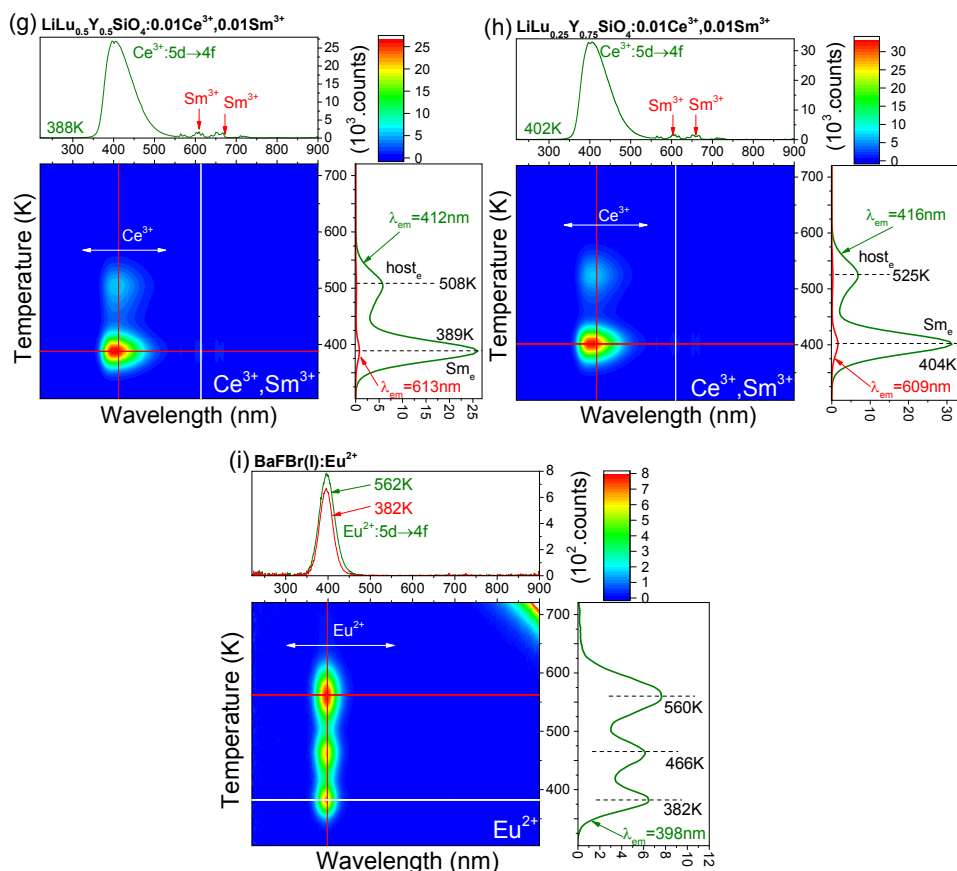 (g) LiLu0.5Y0.5SiO4:0.01Ce3+,0.01Sm3+
Ce3+:5d→4f
Sm3+
Sm3+
388K
25
20
15
10
5
0
300 400 500 600 700 800 900
25
20
15
10
5
0
(10^3.counts)
Temperature (K)
Ce3+
Ce3+,Sm3+
Wavelength (nm)
700
600
500
400
λem=412nm
hoste
508K
389K
Sme
λem=613nm
0 5 10 15 20 25
(h) LiLu0.25Y0.75SiO4:0.01Ce3+,0.01Sm3+
Ce3+:5d→4f
Sm3+
Sm3+
402K
30
20
10
0
300 400 500 600 700 800 900
30
25
20
15
10
5
0
(10^3.counts)
Temperature (K)
Ce3+
Ce3+,Sm3+
Wavelength (nm)
700
600
500
400
λem=416nm
hoste
525K
Sme
404K
λem=609nm
0 10 20 30
(i) BaFBr(I):Eu2+
562K
382K
Eu2+:5d→4f
8
6
4
2
0
300 400 500 600 700 800 900
8
7
6
5
4
3
2
1
0
(10^2.counts)
Temperature (K)
Eu2+
Eu2+
Wavelength (nm)
700
600
500
400
560K
466K
382K
λem=398nm
0 2 4 6 8 10 12